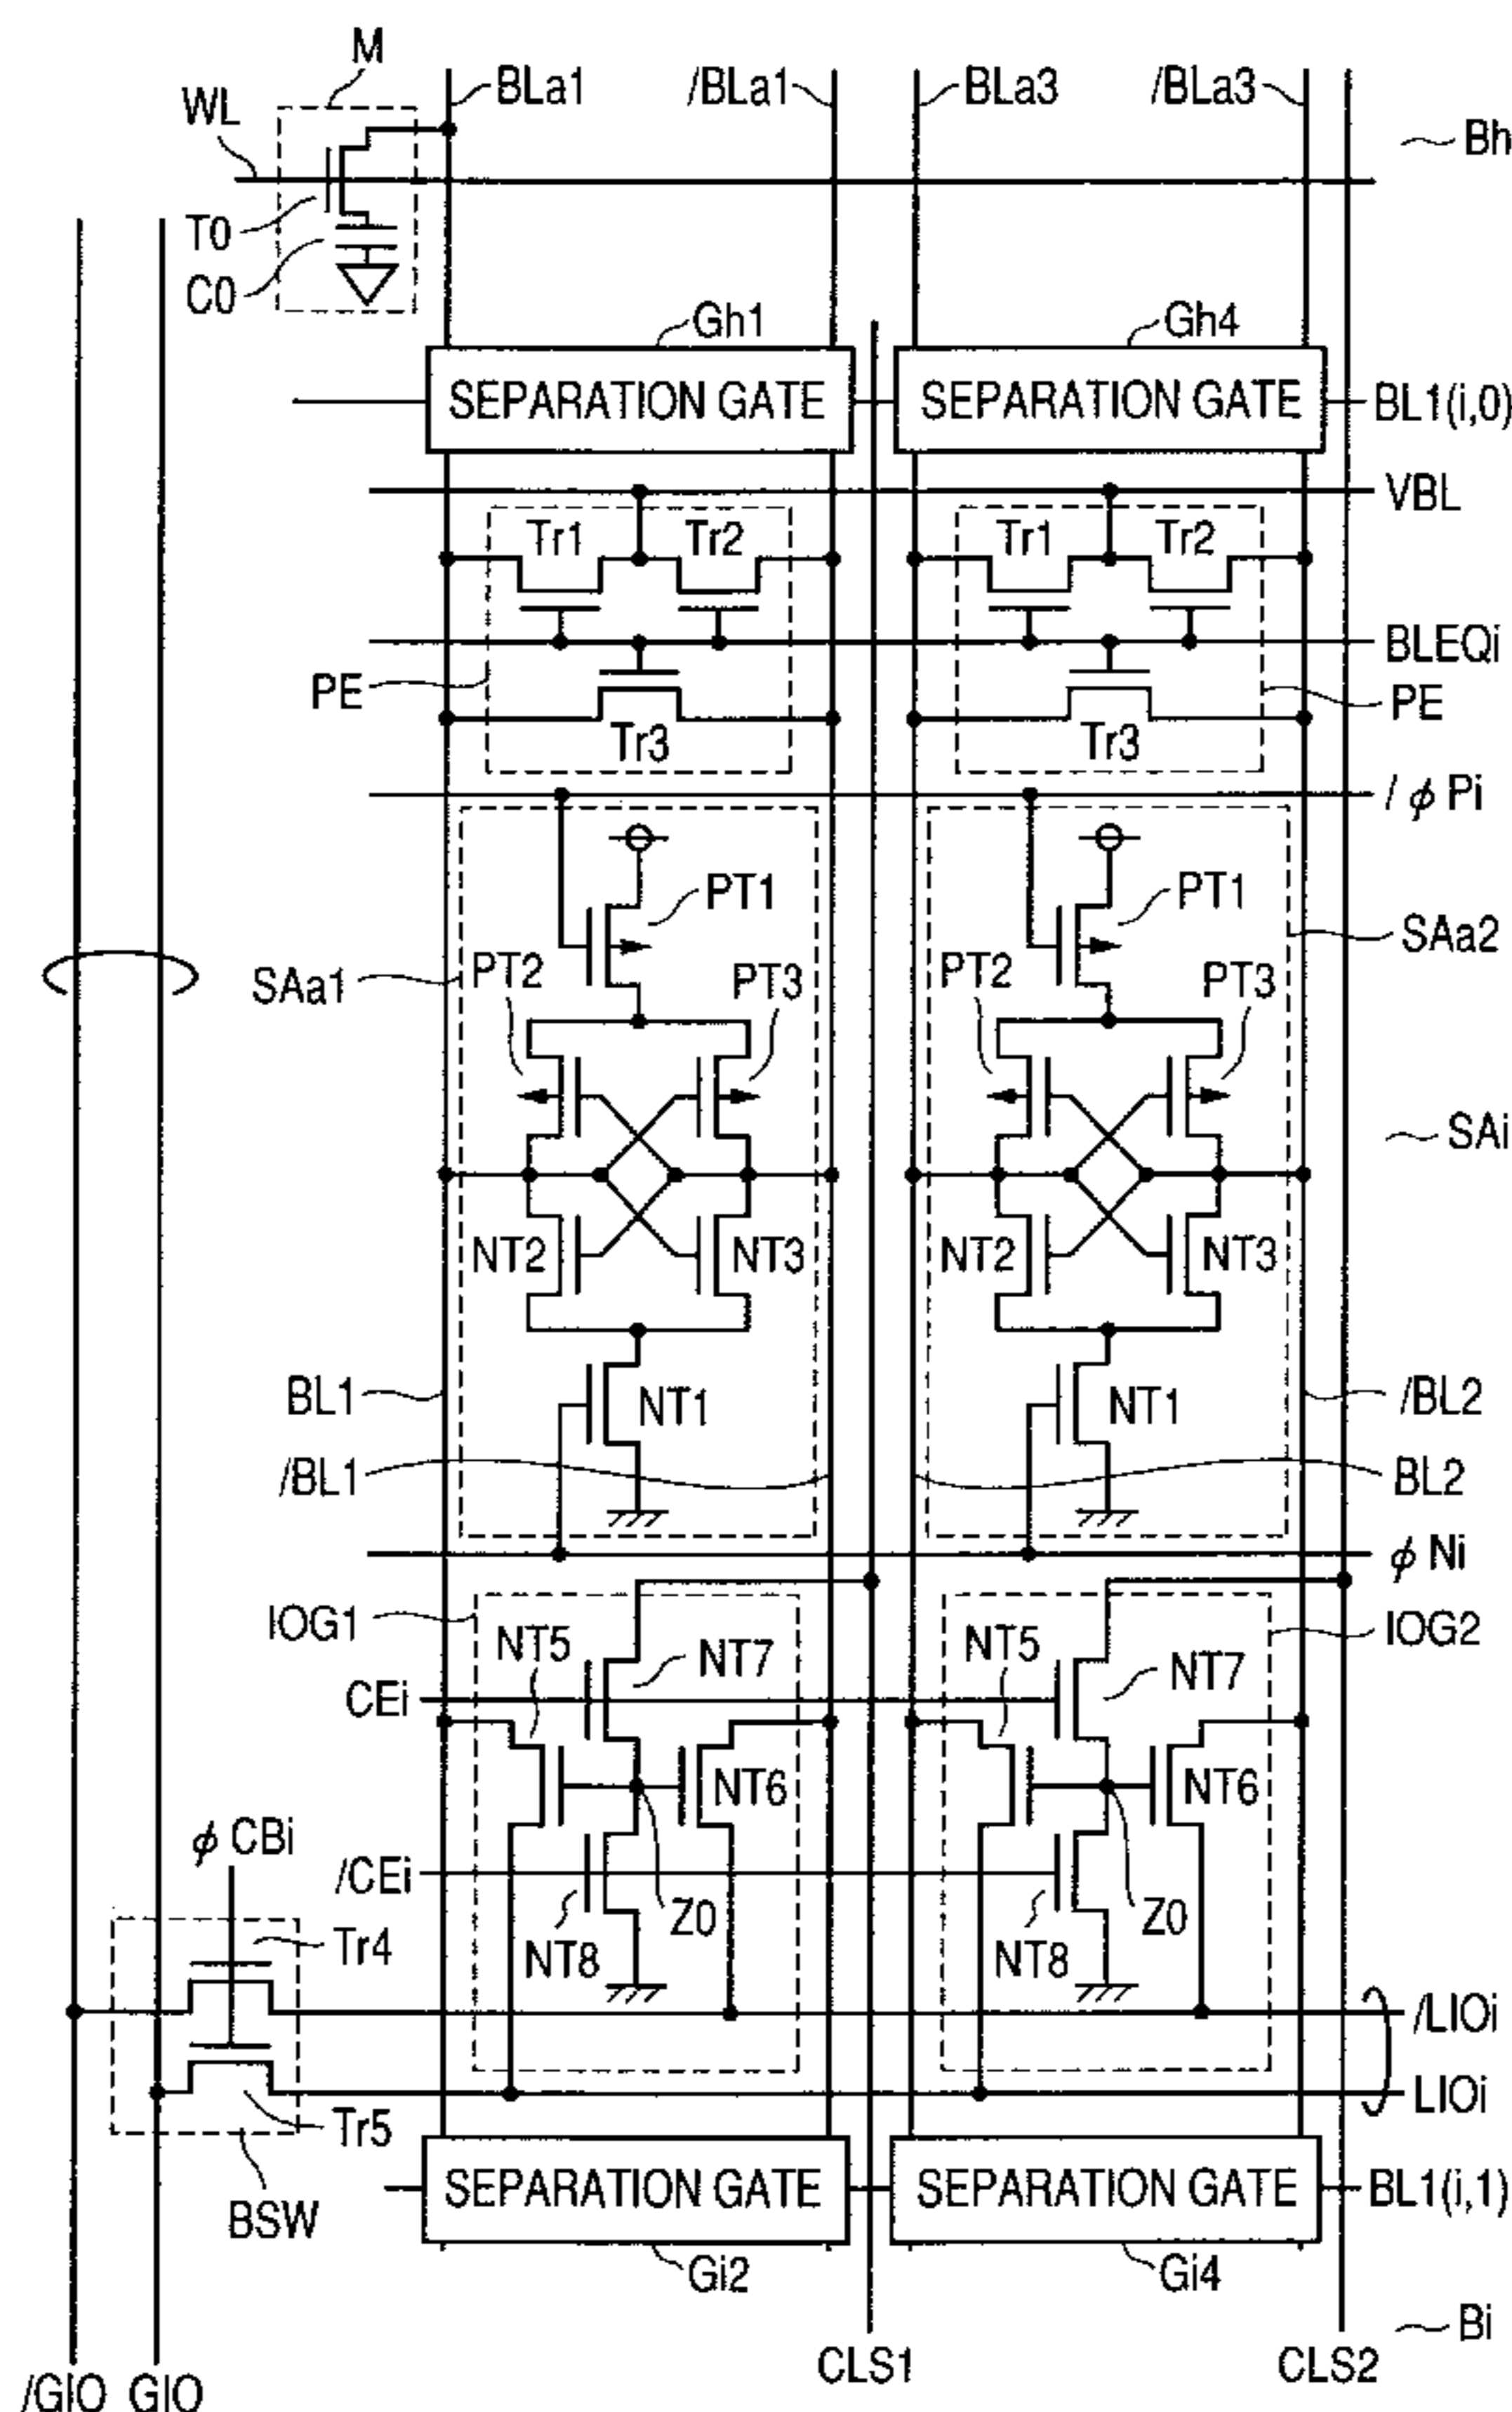 M
BLa1 /BLa1 BLa3 /BLa3
WL
Bh
T0
C0
Gh1 Gh4
SEPARATION GATE SEPARATION GATE BL1(i,0)
VBL
Tr1 Tr2 Tr1 Tr2
BLEQi
PE PE
Tr3 Tr3
/ϕPi
PT1 PT1
SAa2
SAa1 PT2 PT3 PT2 PT3
SAi
NT2 NT3 NT2 NT3
BL1 NT1 NT1 /BL2
/BL1 BL2
ϕNi
IOG1 NT5 NT7 NT5 NT7 IOG2
CEi
NT6 NT6
ϕCBi
/CEi
Z0 Z0
Tr4 NT8 NT8
/LIOi
LIOi
Tr5
SEPARATION GATE SEPARATION GATE BL1(i,1)
BSW
Gi2 Gi4
Bi
/GIO GIO CLS1 CLS2